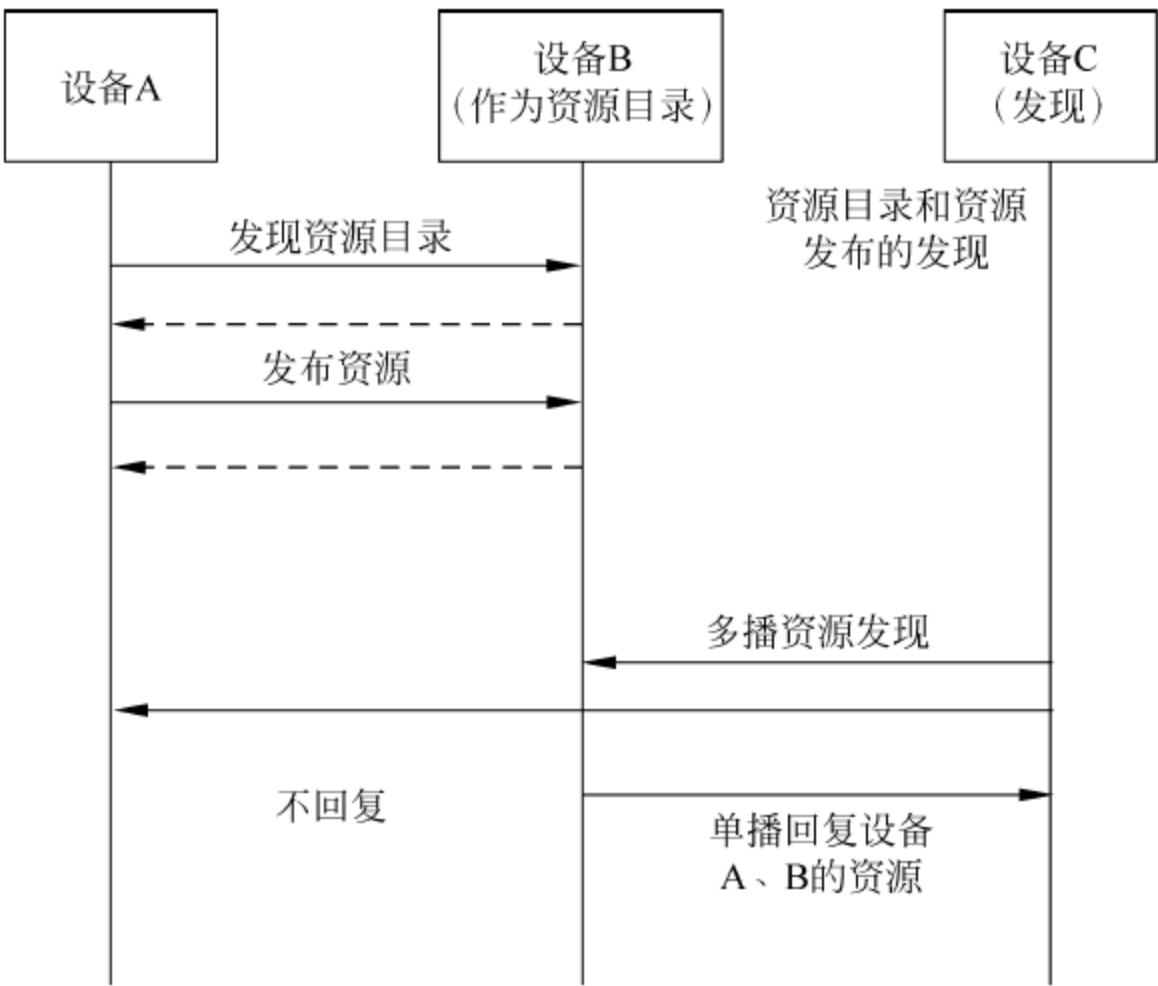 设备A
设备B
（作为资源目录）
设备C
（发现）
资源目录和资源
发布的发现
发现资源目录
发布资源
多播资源发现
不回复
单播回复设备
A、B的资源